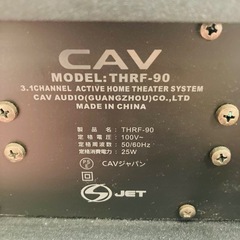 CAV
MODEL:THRF-90
3.1CHANNEL ACTIVE HOME THEATER SYSTEM
CAV AUDIO(GUANGZHOU)CO.,LTD
MADE IN CHINA
製品 : THRF-90
定格電圧 : 100V~
定格周波数 : 50/60Hz
定格消費電力 : 25W
CAVジャパン
S JET